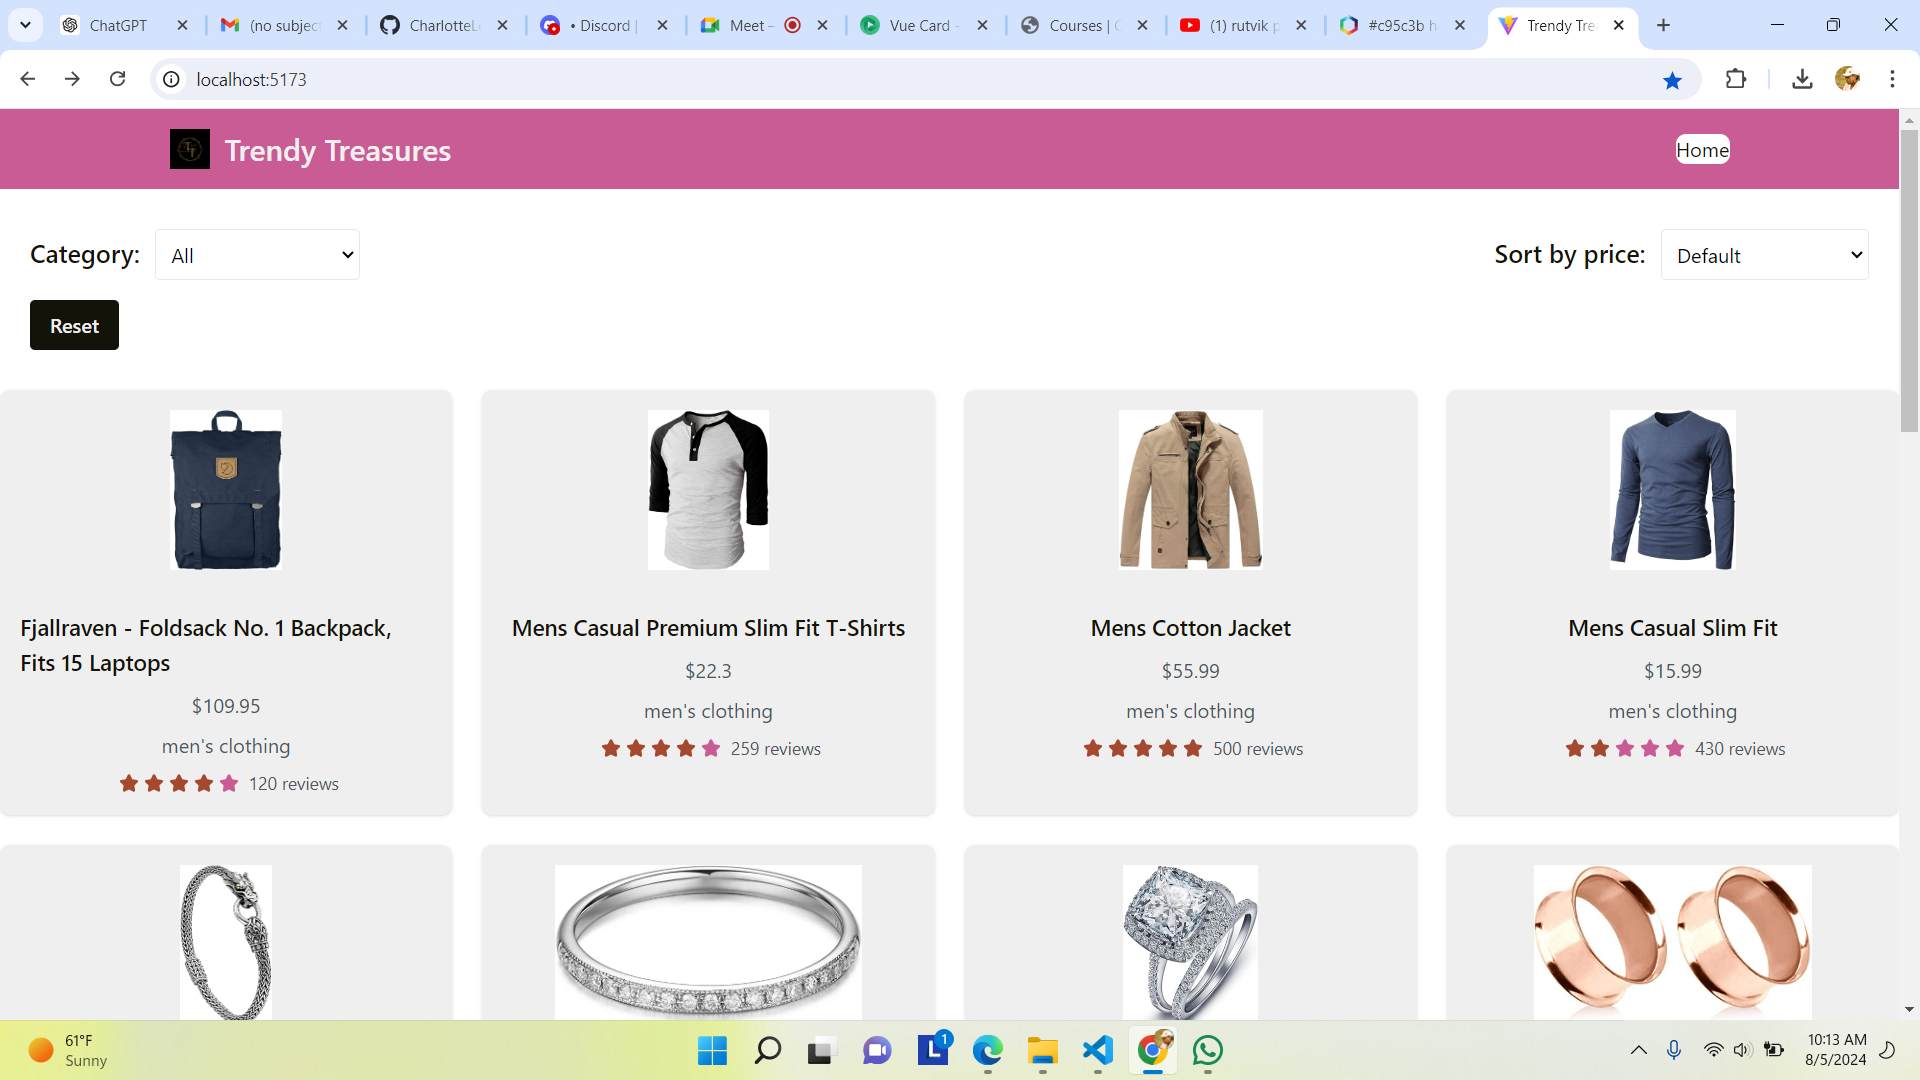 ChatGPT
(no subject
CharlotteLe
• Discord |
Meet –
Vue Card -
Courses | C
(1) rutvik p
#c95c3b h
Trendy Tre
localhost:5173
Trendy Treasures
Home
Category:
All
Sort by price:
Default
Reset
Fjallraven - Foldsack No. 1 Backpack,
Fits 15 Laptops
$109.95
men's clothing
120 reviews
Mens Casual Premium Slim Fit T-Shirts
$22.3
men's clothing
259 reviews
Mens Cotton Jacket
$55.99
men's clothing
500 reviews
Mens Casual Slim Fit
$15.99
men's clothing
430 reviews
61°F
Sunny
L
1
10:13 AM
8/5/2024